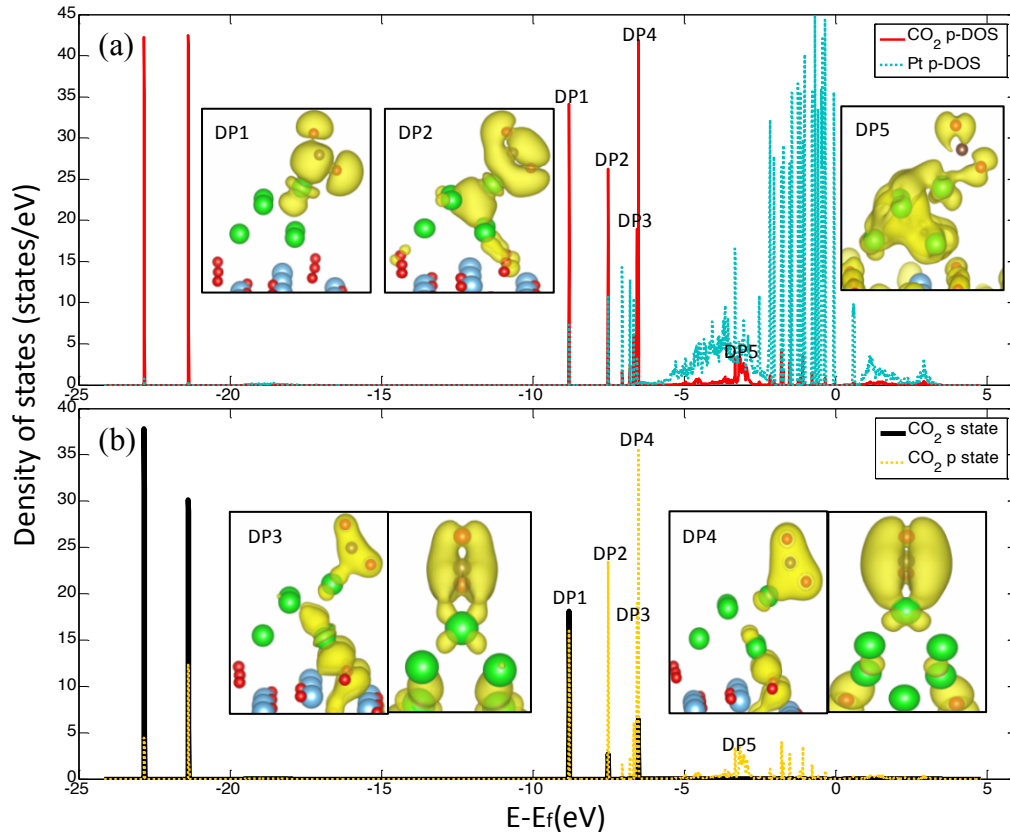 Density of states (states/eV)
(a)
45
40
35
30
25
20
15
10
5
0
-25
-20
-15
-10
-5
0
5
CO2 p-DOS
Pt p-DOS
DP1
DP2
DP3
DP4
DP5
DP1
DP2
DP5
(b)
40
35
30
25
20
15
10
5
0
-25
-20
-15
-10
-5
0
5
CO2 s state
CO2 p state
DP1
DP2
DP3
DP4
DP5
DP3
DP4
E-Ef(eV)